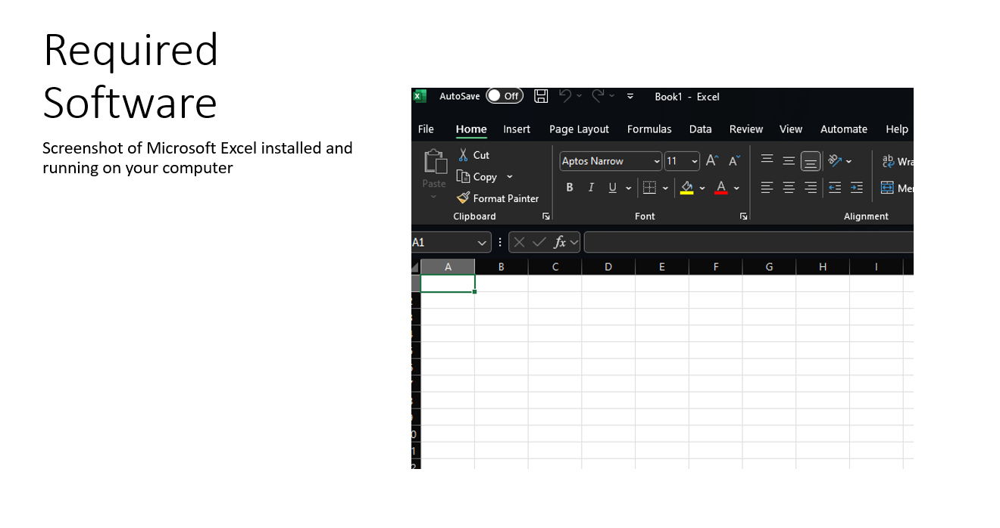 Required
Software
Screenshot of Microsoft Excel installed and
running on your computer
AutoSave Off Book1 - Excel
File Home Insert Page Layout Formulas Data Review View Automate Help
Cut
Aptos Narrow 11 ab Wra
Paste
Copy
B I U A Mer
Format Painter
Clipboard Font Alignment
A1 fx
A B C D E F G H I